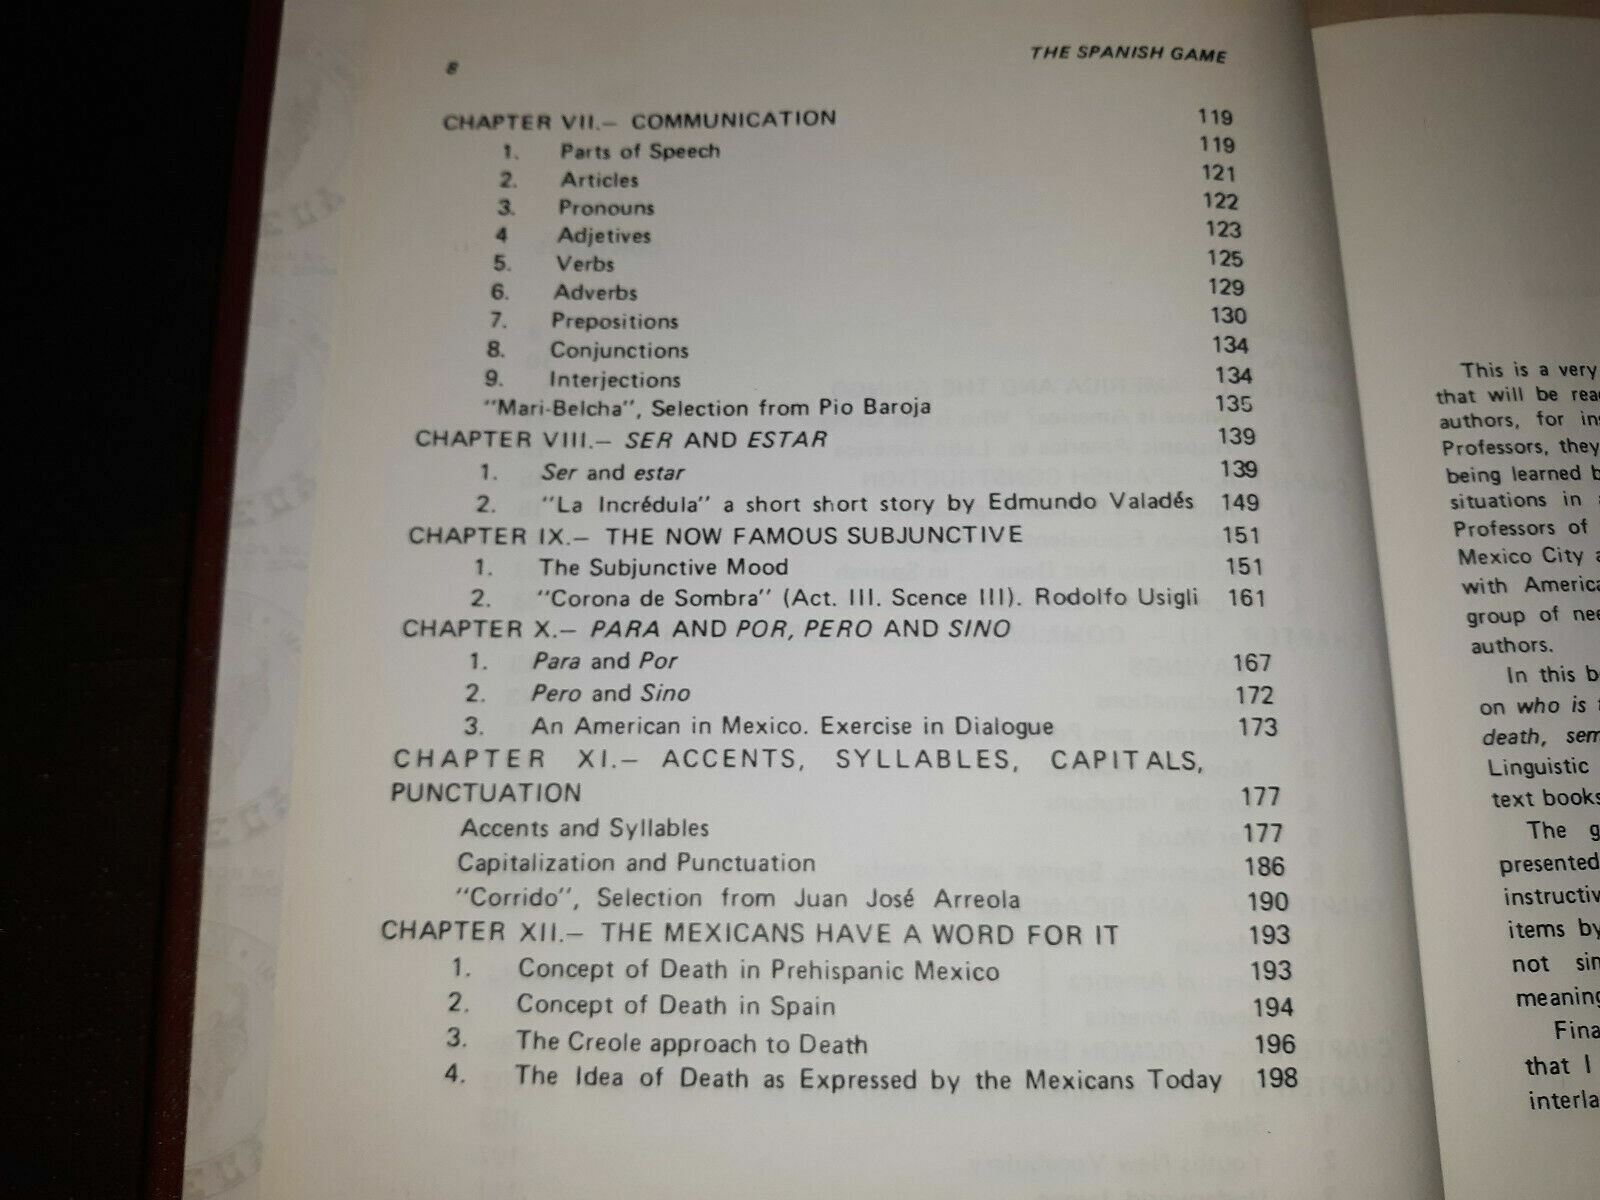 8 THE SPANISH GAME
CHAPTER VII.— COMMUNICATION 119
1. Parts of Speech 119
2. Articles 121
3. Pronouns 122
4 Adjetives 123
5. Verbs 125
6. Adverbs 129
7. Prepositions 130
8. Conjunctions 134
9. Interjections 134
"Mari-Belcha", Selection from Pio Baroja 135
CHAPTER VIII.— SER AND ESTAR 139
1. Ser and estar 139
2. "La Incrédula" a short short story by Edmundo Valadés 149
CHAPTER IX.— THE NOW FAMOUS SUBJUNCTIVE 151
1. The Subjunctive Mood 151
2. "Corona de Sombra" (Act. III. Scence III). Rodolfo Usigli 161
CHAPTER X.— PARA AND POR, PERO AND SINO
1. Para and Por 167
2. Pero and Sino 172
3. An American in Mexico. Exercise in Dialogue 173
CHAPTER XI.— ACCENTS, SYLLABLES, CAPITALS,
PUNCTUATION 177
Accents and Syllables 177
Capitalization and Punctuation 186
"Corrido", Selection from Juan José Arreola 190
CHAPTER XII.— THE MEXICANS HAVE A WORD FOR IT 193
1. Concept of Death in Prehispanic Mexico 193
2. Concept of Death in Spain 194
3. The Creole approach to Death 196
4. The Idea of Death as Expressed by the Mexicans Today 198
This is a very
that will be
authors, for
Professors, they
being learned
situations in
Professors of
Mexico City
with
group of
authors.
In this
on who is
death,
Linguistic
text books
The
presented
items by
not
Fina
that I